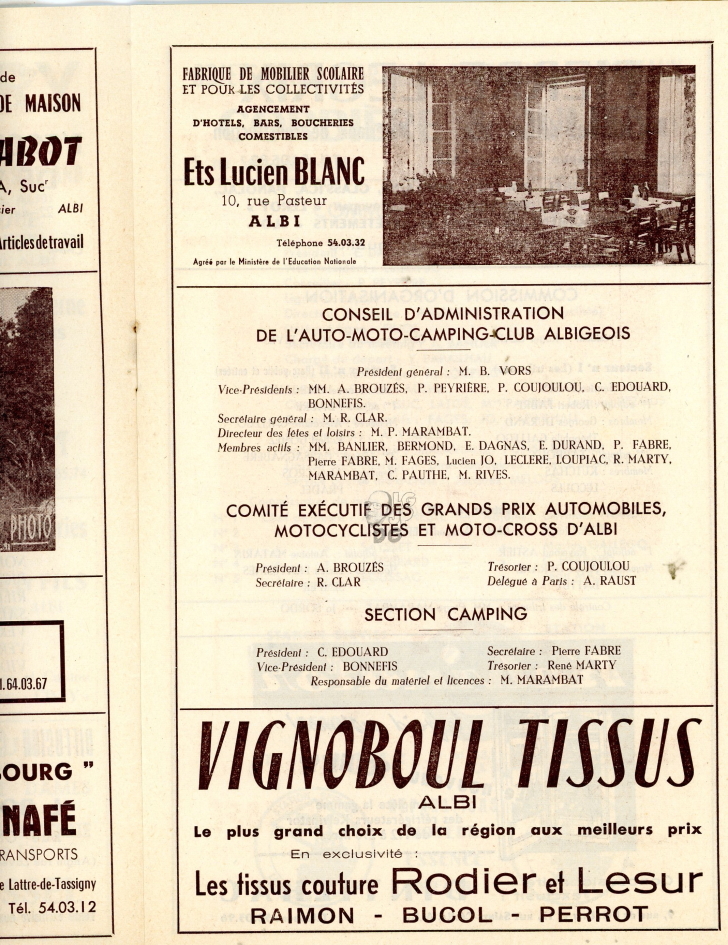 de
DE MAISON
ABOT
A, Sucr
cier ALBI
Articles de travail
PHOTO
1.64.03.67
BOURG "
NAFÉ
TRANSPORTS
e Lattre-de-Tassigny
Tél. 54.03.12
FABRIQUE DE MOBILIER SCOLAIRE
ET POUR LES COLLECTIVITÉS
AGENCEMENT
D'HOTELS, BARS, BOUCHERIES
COMESTIBLES
Ets Lucien BLANC
10, rue Pasteur
ALBI
Téléphone 54.03.32
Agréé par le Ministère de l'Education Nationale
CONSEIL D'ADMINISTRATION
DE L'AUTO-MOTO-CAMPING-CLUB ALBIGEOIS
Président général : M. B. VORS
Vice-Présidents : MM. A. BROUZÉS, P. PEYRIÈRE, P. COUJOULOU, C. EDOUARD,
BONNEFIS.
Secrétaire général : M. R. CLAR.
Directeur des fêtes et loisirs : M. P. MARAMBAT.
Membres actifs : MM. BANLIER, BERMOND, E. DAGNAS, E. DURAND, P. FABRE,
Pierre FABRE, M. FAGES, Lucien JO, LECLERE, LOUPIAC, R. MARTY,
MARAMBAT, C. PAUTHE, M. RIVES.
COMITÉ EXÉCUTIF DES GRANDS PRIX AUTOMOBILES,
MOTOCYCLISTES ET MOTO-CROSS D'ALBI
Président : A. BROUZÈS Trésorier : P. COUJOULOU
Secrétaire : R. CLAR Délégué à Paris : A. RAUST
SECTION CAMPING
Président : C. EDOUARD Secrétaire : Pierre FABRE
Vice-Président : BONNEFIS Trésorier : René MARTY
Responsable du matériel et licences : M. MARAMBAT
VIGNOBOUL TISSUS
ALBI
Le plus grand choix de la région aux meilleurs prix
En exclusivité :
Les tissus couture Rodier et Lesur
RAIMON - BUCOL - PERROT